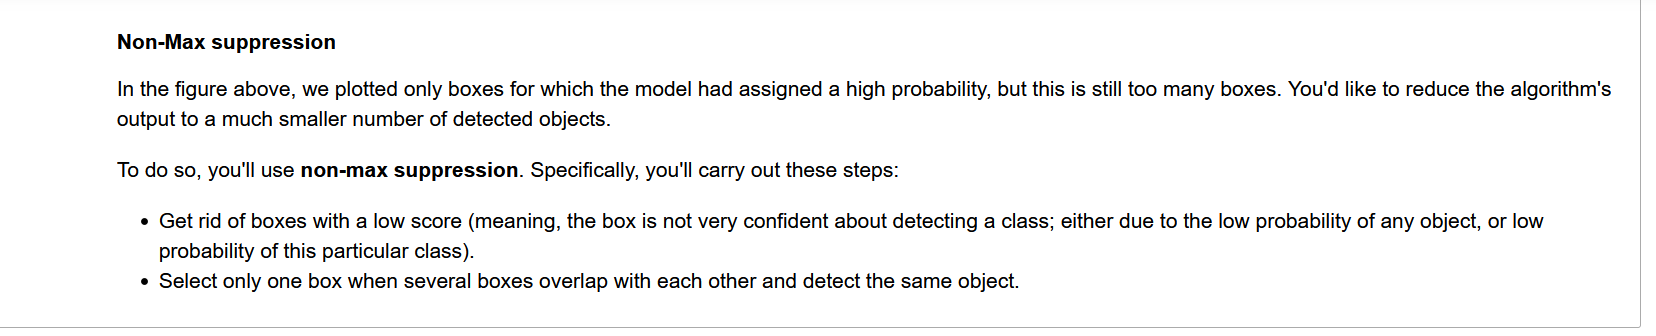 Non-Max suppression
In the figure above, we plotted only boxes for which the model had assigned a high probability, but this is still too many boxes. You'd like to reduce the algorithm's
output to a much smaller number of detected objects.
To do so, you'll use non-max suppression. Specifically, you'll carry out these steps:
• Get rid of boxes with a low score (meaning, the box is not very confident about detecting a class; either due to the low probability of any object, or low
probability of this particular class).
• Select only one box when several boxes overlap with each other and detect the same object.